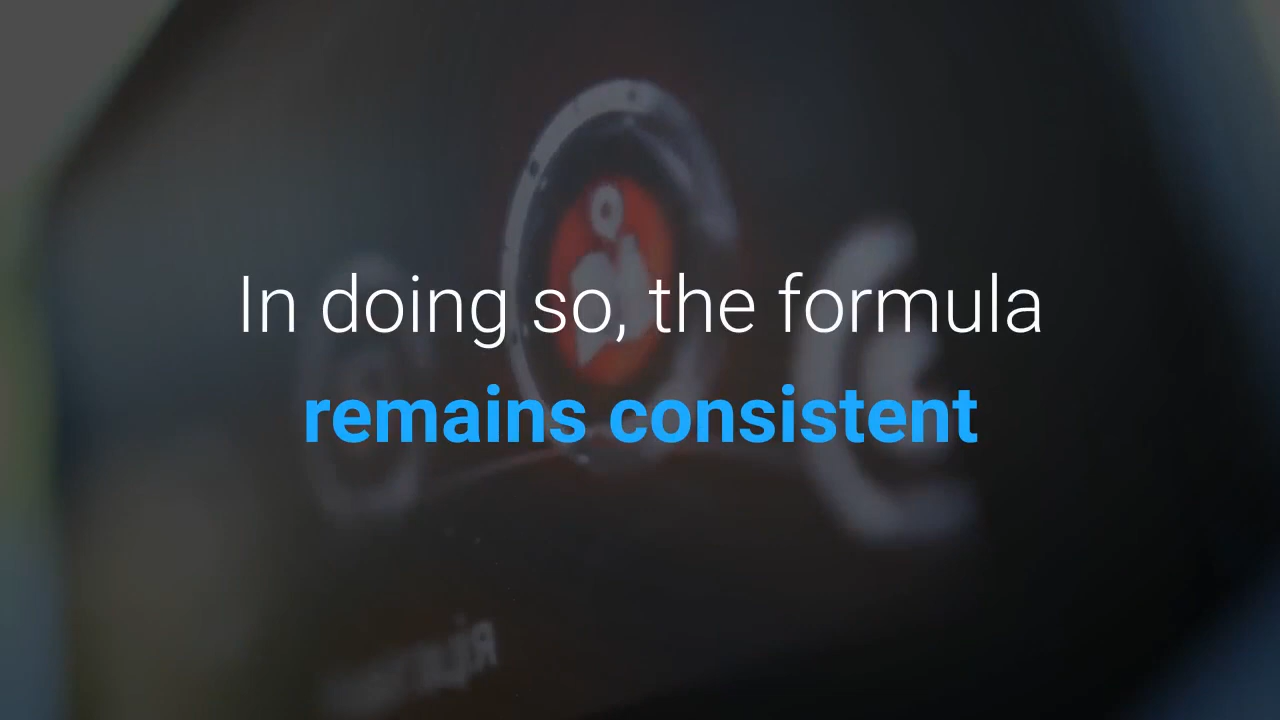 In doing so, the formula
remains consistent